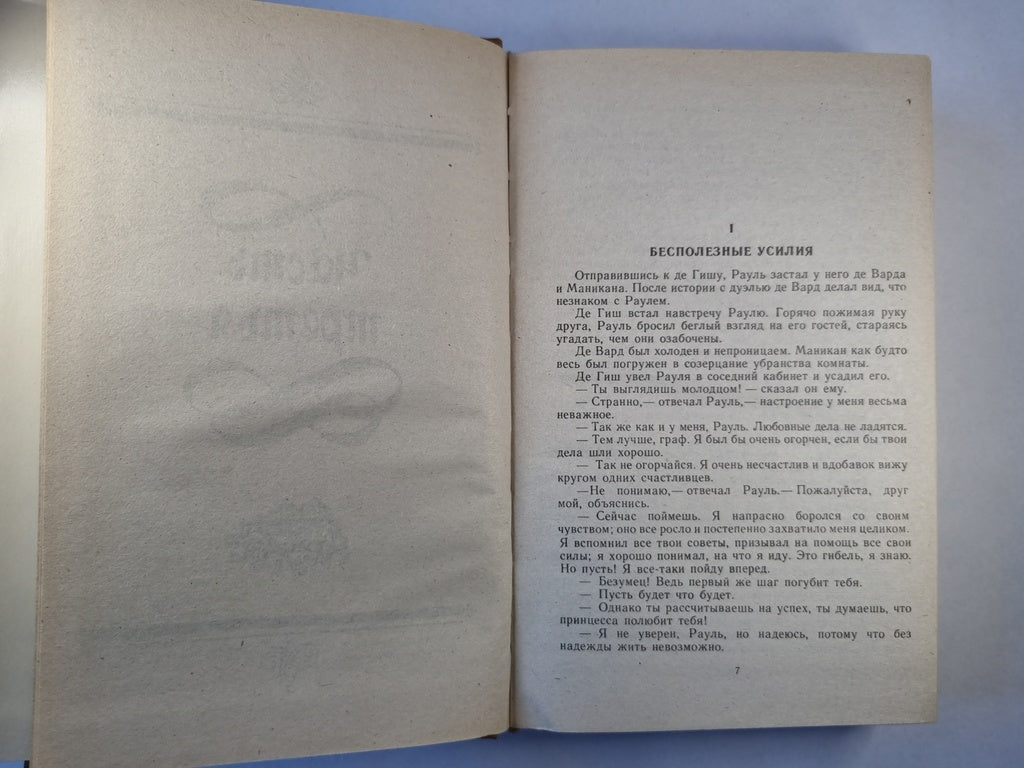 I
БЕСПОЛЕЗНЫЕ УСИЛИЯ
Отправившись к де Гишу, Рауль застал у него де Варда
и Маникана. После истории с дуэлью де Вард делал вид, что
незнаком с Раулем.
Де Гиш встал навстречу Раулю. Горячо пожимая руку
друга, Рауль бросил беглый взгляд на его гостей, стараясь
угадать, чем они озабочены.
Де Вард был холоден и непроницаем. Маникан как будто
весь был погружен в созерцание убранства комнаты.
Де Гиш увел Рауля в соседний кабинет и усадил его.
— Ты выглядишь молодцом! — сказал он ему.
— Странно,— отвечал Рауль,— настроение у меня весьма
неважное.
— Так же как и у меня, Рауль. Любовные дела не ладятся.
— Тем лучше, граф. Я был бы очень огорчен, если бы твои
дела шли хорошо.
— Так не огорчайся. Я очень несчастлив и вдобавок вижу
кругом одних счастливцев.
—Не понимаю,— отвечал Рауль.— Пожалуйста, друг
мой, объяснись.
— Сейчас поймешь. Я напрасно боролся со своим
чувством; оно все росло и постепенно захватило меня целиком.
Я вспомнил все твои советы, призывал на помощь все свои
силы; я хорошо понимал, на что я иду. Это гибель, я знаю.
Но пусть! Я все-таки пойду вперед.
— Безумец! Ведь первый же шаг погубит тебя.
— Пусть будет что будет.
— Однако ты рассчитываешь на успех, ты думаешь, что
принцесса полюбит тебя!
— Я не уверен, Рауль, но надеюсь, потому что без
надежды жить невозможно.
7